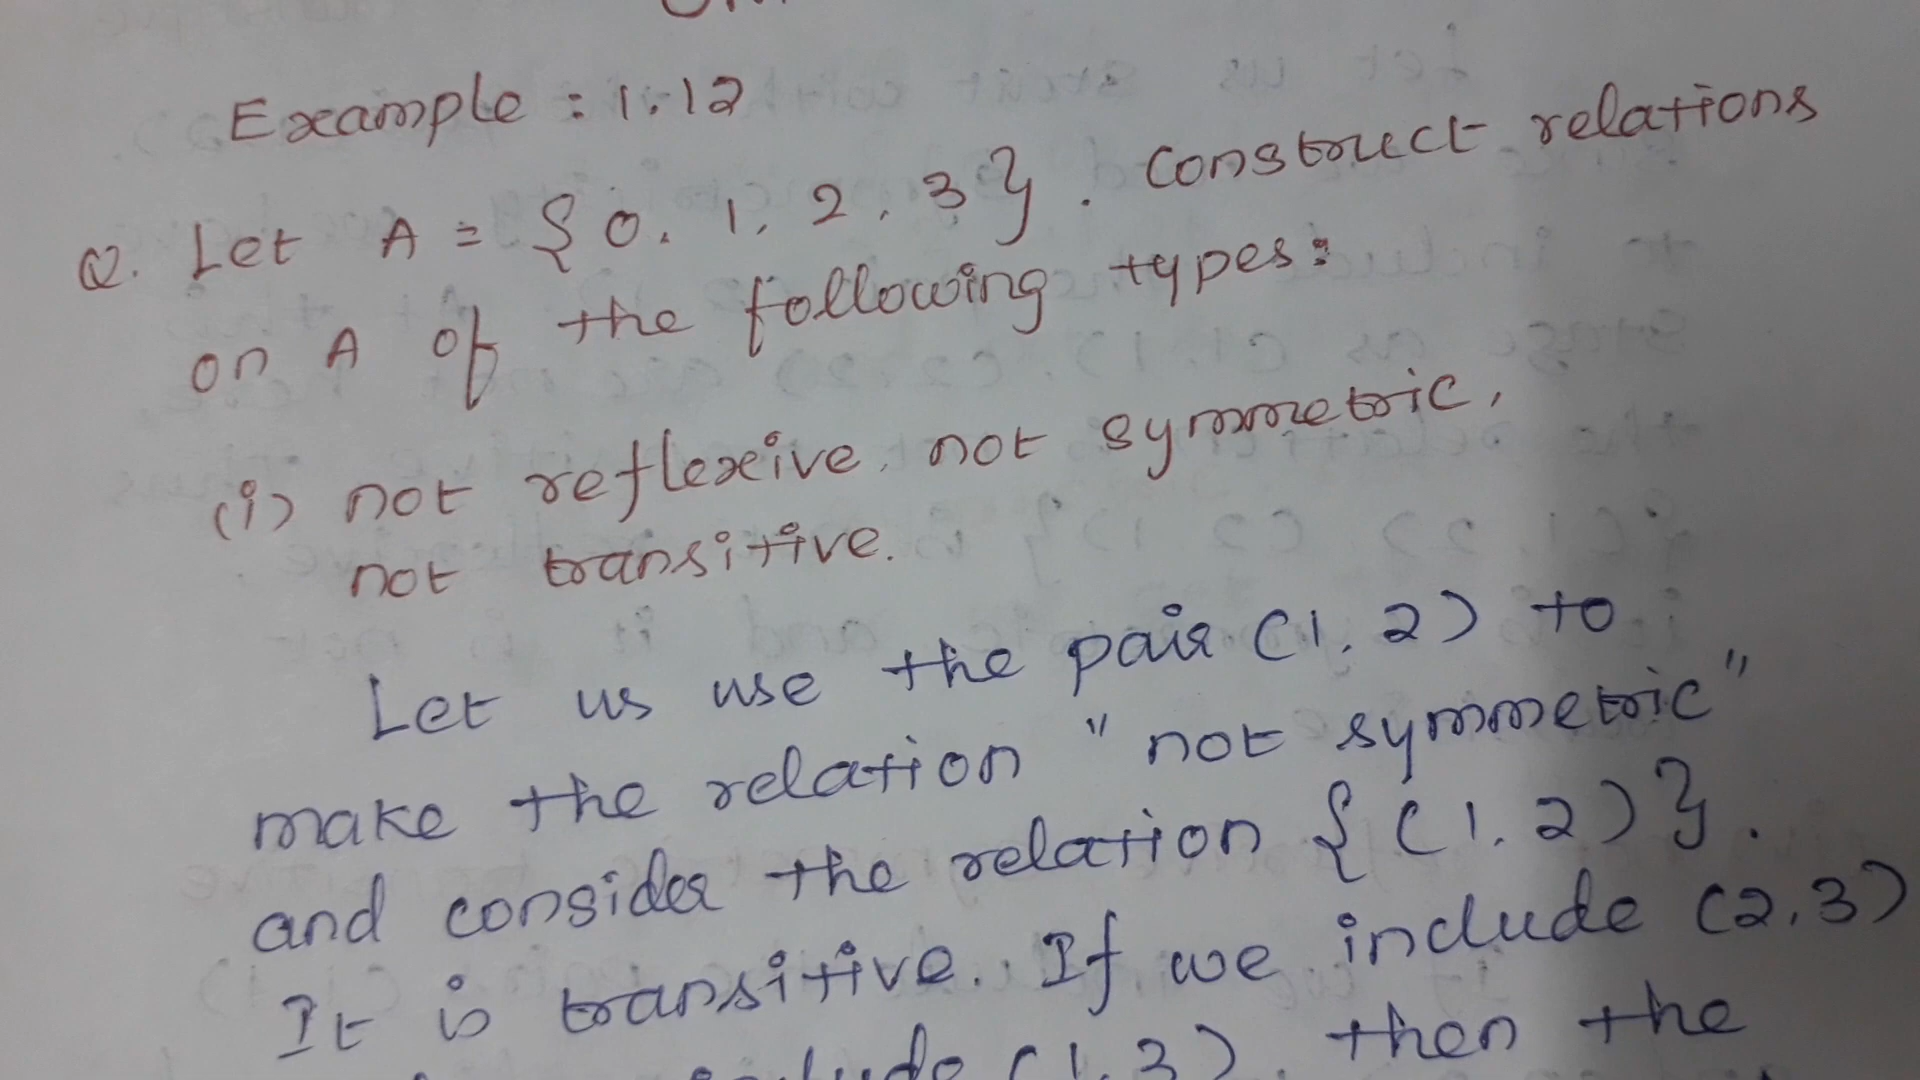 Example : 1.12
Q. Let A = {0, 1, 2, 3}. Construct relations
on A of the following types:
(i) not reflexive, not symmetric,
not transitive.
Let us use the pair (1, 2) to
make the relation "not symmetric"
and consider the relation {(1, 2)}.
It is transitive. If we include (2,3)
(1,3), then the